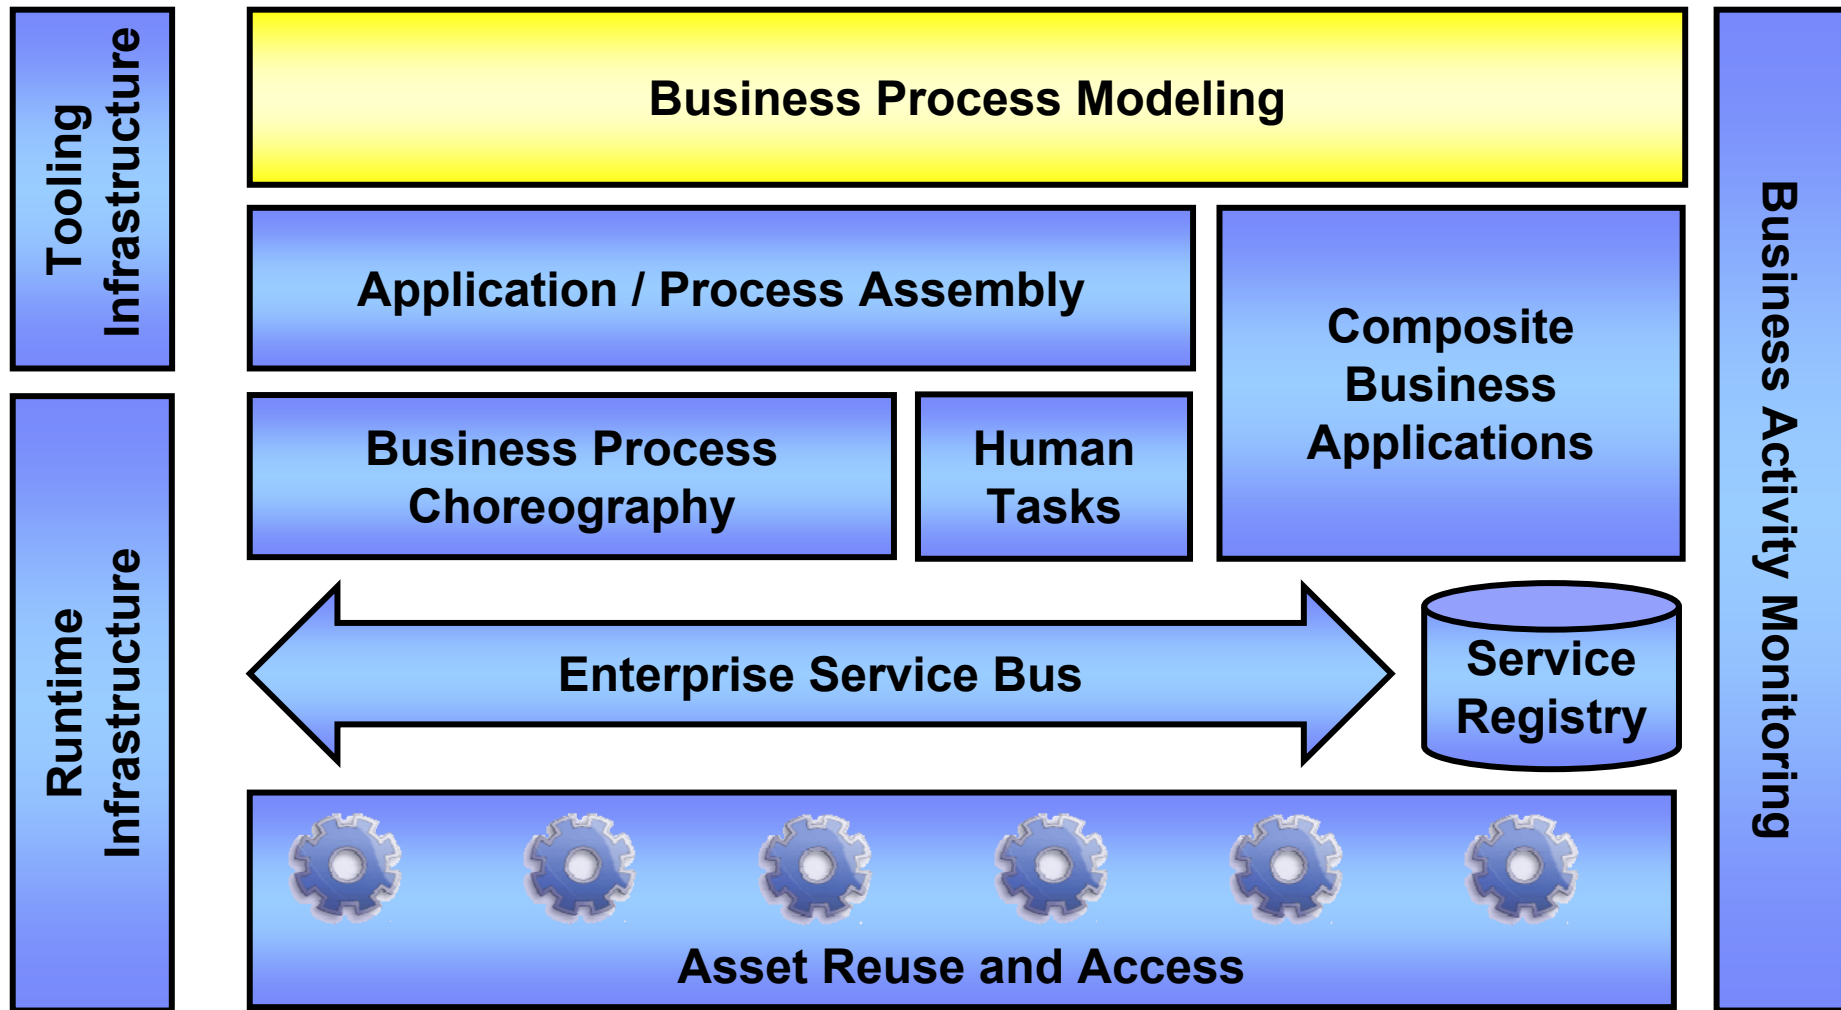 Tooling
Infrastructure
Business Process Modeling
Application / Process Assembly
Composite
Business
Applications
Runtime
Infrastructure
Business Process
Choreography
Human
Tasks
Enterprise Service Bus
Service
Registry
Asset Reuse and Access
Business Activity Monitoring